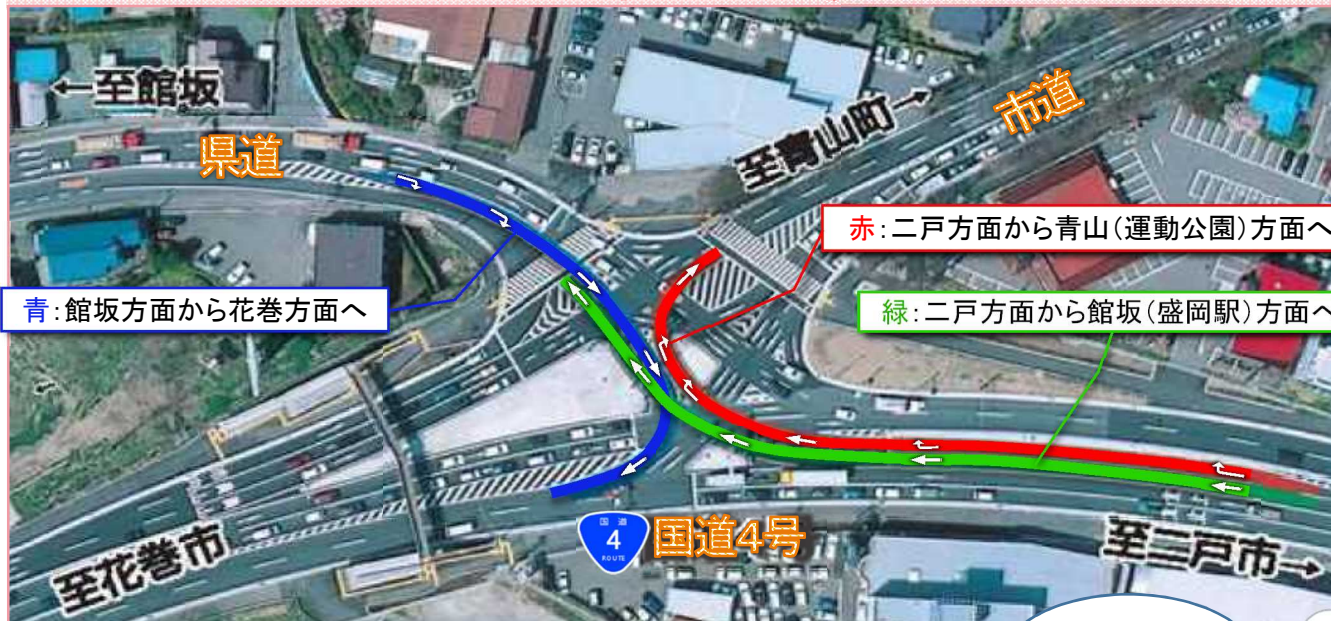 ←至館坂
県道
至青山町→
市道
赤:二戸方面から青山(運動公園)方面へ
青:館坂方面から花巻方面へ
緑:二戸方面から館坂(盛岡駅)方面へ
国道
4
ROUTE
国道4号
至花巻市
至二戸市→